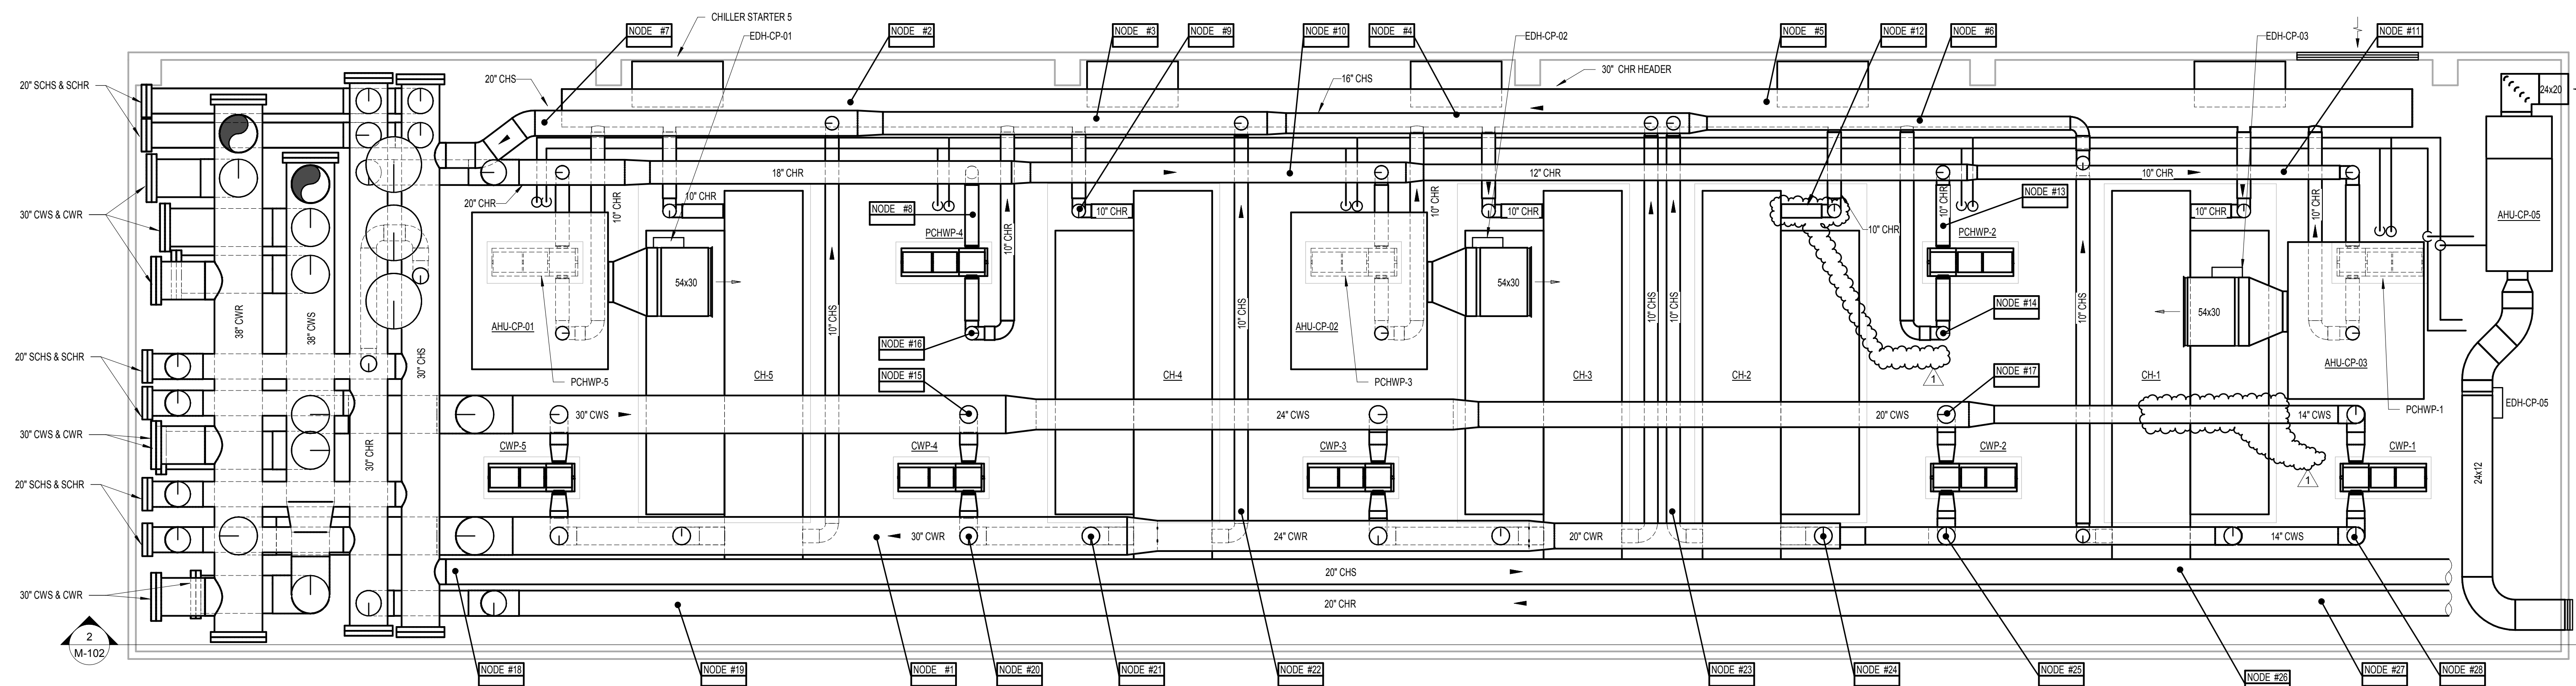 CHILLER STARTER 5
NODE #7
NODE #2
NODE #3
NODE #9
NODE #10
NODE #4
NODE #5
NODE #12
NODE #6
NODE #11
EDH-CP-01
EDH-CP-02
EDH-CP-03
20" SCHS & SCHR
20" CHS
16" CHS
30" CHR HEADER
24x20
18" CHR
12" CHR
10" CHR
20" CHR
10" CHR
10" CHR
NODE #8
10" CHR
10" CHR
10" CHR
10" CHR
10" CHR
10" CHR
NODE #13
10" CHR
10" CHR
30" CWS & CWR
PCHWP-4
10" CHR
PCHWP-2
AHU-CP-05
54x30
54x30
54x30
38" CWR
38" CWS
30" CHS
AHU-CP-01
10" CHS
NODE #16
10" CHS
AHU-CP-02
10" CHS
10" CHS
NODE #14
10" CHS
20" SCHS & SCHR
PCHWP-5
CH-5
NODE #15
CH-4
PCHWP-3
CH-3
CH-2
1
NODE #17
CH-1
AHU-CP-03
EDH-CP-05
30" CWS
24" CWS
20" CWS
14" CWS
PCHWP-1
30" CWS & CWR
30" CHR
CWP-5
CWP-4
CWP-3
CWP-2
CWP-1
24x12
20" SCHS & SCHR
1
30" CWR
24" CWR
20" CWR
14" CWS
20" CHS
30" CWS & CWR
20" CHR
2
M-102
NODE #18
NODE #19
NODE #1
NODE #20
NODE #21
NODE #22
NODE #23
NODE #24
NODE #25
NODE #26
NODE #27
NODE #28